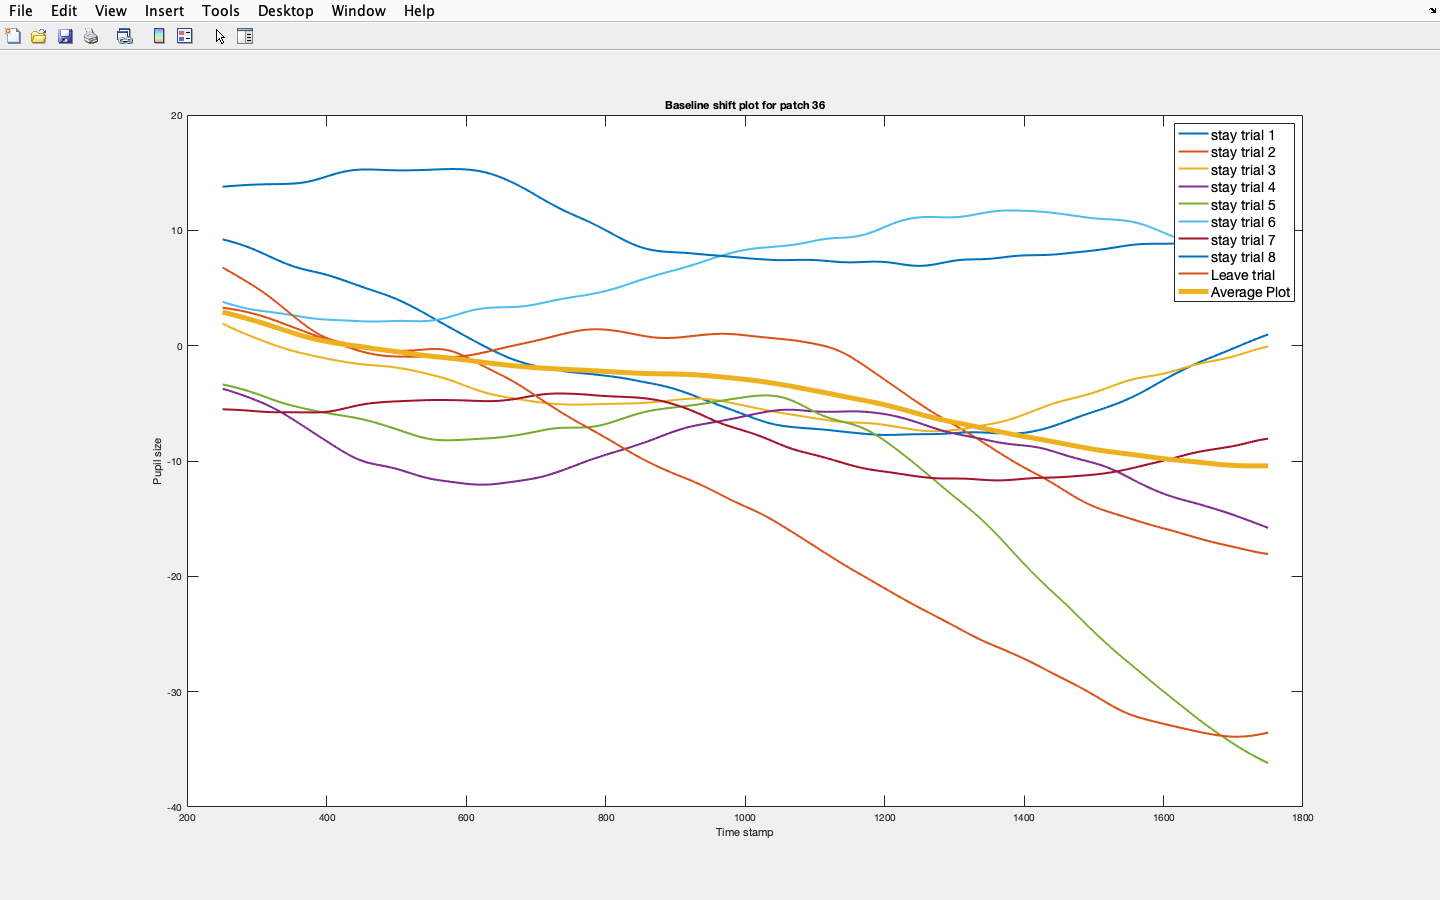 File Edit View Insert Tools Desktop Window Help
Baseline shift plot for patch 36
20
10
0
-10
-20
-30
-40
Pupil size
200 400 600 800 1000 1200 1400 1600 1800
Time stamp
stay trial 1
stay trial 2
stay trial 3
stay trial 4
stay trial 5
stay trial 6
stay trial 7
stay trial 8
Leave trial
Average Plot